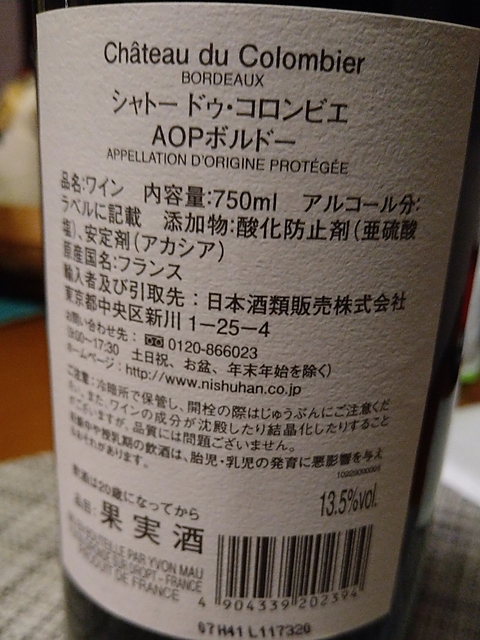 Château du Colombier
BORDEAUX
シャトー ドゥ・コロンビエ
AOPボルドー
APPELLATION D'ORIGINE PROTÉGÉE
品名:ワイン 内容量:750ml アルコール分:
ラベルに記載 添加物:酸化防止剤(亜硫酸
塩)、安定剤(アカシア)
原産国名:フランス
輸入者及び引取先:日本酒類販売株式会社
東京都中央区新川1-25-4
お問い合わせ先: 0120-866023
(9:00~17:30 土日祝、お盆、年末年始を除く)
ホームページ:http://www.nishuhan.co.jp
ご注意:冷暗所で保管し、開栓の際はじゅうぶんにご注意くだ
さい。また、ワインの成分が沈殿したり結晶化したりすること
がございますが、品質には問題ございません。
妊娠中や授乳期の飲酒は、胎児・乳児の発育に悪影響を与え
るおそれがあります。
飲酒は20歳になってから
13.5%vol.
品目: 果実酒
BOUTEILLE PAR YVON MAU
SUR DROPT - FRANCE
PRODUIT DE FRANCE
4 904339 202394
67H41 L117320